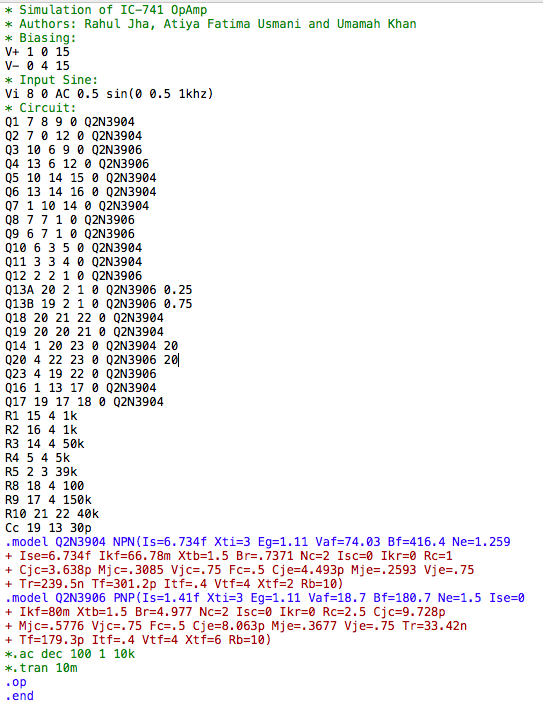 * Simulation of IC-741 OpAmp
* Authors: Rahul Jha, Atiya Fatima Usmani and Umamah Khan
* Biasing:
V+ 1 0 15
V- 0 4 15
* Input Sine:
Vi 8 0 AC 0.5 sin(0 0.5 1khz)
* Circuit:
Q1 7 8 9 0 Q2N3904
Q2 7 0 12 0 Q2N3904
Q3 10 6 9 0 Q2N3906
Q4 13 6 12 0 Q2N3906
Q5 10 14 15 0 Q2N3904
Q6 13 14 16 0 Q2N3904
Q7 1 10 14 0 Q2N3904
Q8 7 7 1 0 Q2N3906
Q9 6 7 1 0 Q2N3906
Q10 6 3 5 0 Q2N3904
Q11 3 3 4 0 Q2N3904
Q12 2 2 1 0 Q2N3906
Q13A 20 2 1 0 Q2N3906 0.25
Q13B 19 2 1 0 Q2N3906 0.75
Q18 20 21 22 0 Q2N3904
Q19 20 20 21 0 Q2N3904
Q14 1 20 23 0 Q2N3904 20
Q20 4 22 23 0 Q2N3906 20
Q23 4 19 22 0 Q2N3906
Q16 1 13 17 0 Q2N3904
Q17 19 17 18 0 Q2N3904
R1 15 4 1k
R2 16 4 1k
R3 14 4 50k
R4 5 4 5k
R5 2 3 39k
R8 18 4 100
R9 17 4 150k
R10 21 22 40k
Cc 19 13 30p
.model Q2N3904 NPN(Is=6.734f Xti=3 Eg=1.11 Vaf=74.03 Bf=416.4 Ne=1.259
+ Ise=6.734f Ikf=66.78m Xtb=1.5 Br=.7371 Nc=2 Isc=0 Ikr=0 Rc=1
+ Cjc=3.638p Mjc=.3085 Vjc=.75 Fc=.5 Cje=4.493p Mje=.2593 Vje=.75
+ Tr=239.5n Tf=301.2p Itf=.4 Vtf=4 Xtf=2 Rb=10)
.model Q2N3906 PNP(Is=1.41f Xti=3 Eg=1.11 Vaf=18.7 Bf=180.7 Ne=1.5 Ise=0
+ Ikf=80m Xtb=1.5 Br=4.977 Nc=2 Isc=0 Ikr=0 Rc=2.5 Cjc=9.728p
+ Mjc=.5776 Vjc=.75 Fc=.5 Cje=8.063p Mje=.3677 Vje=.75 Tr=33.42n
+ Tf=179.3p Itf=.4 Vtf=4 Xtf=6 Rb=10)
*.ac dec 100 1 10k
*.tran 10m
.op
.end